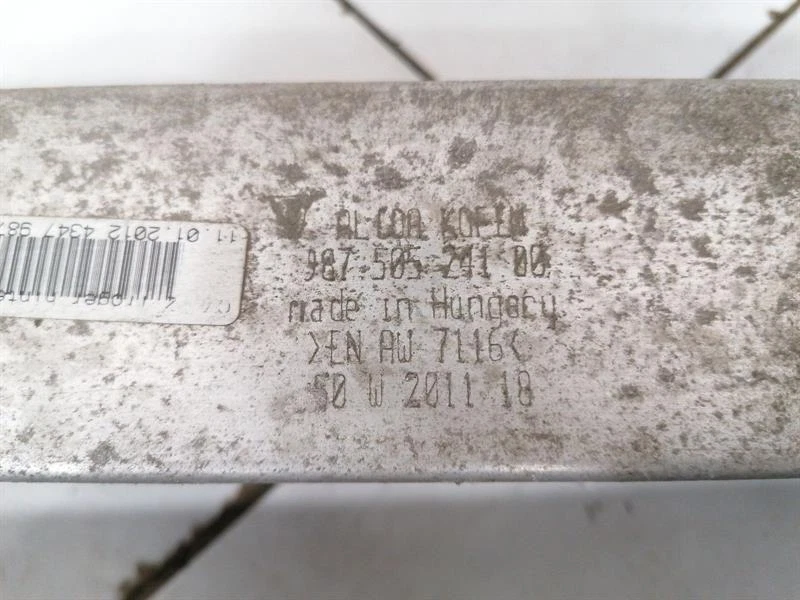 ALCOA KOFEM
987.505.241 00
made in Hungary
>EN AW 7116<
50 W 2011 18
11 01 2012 4347 987